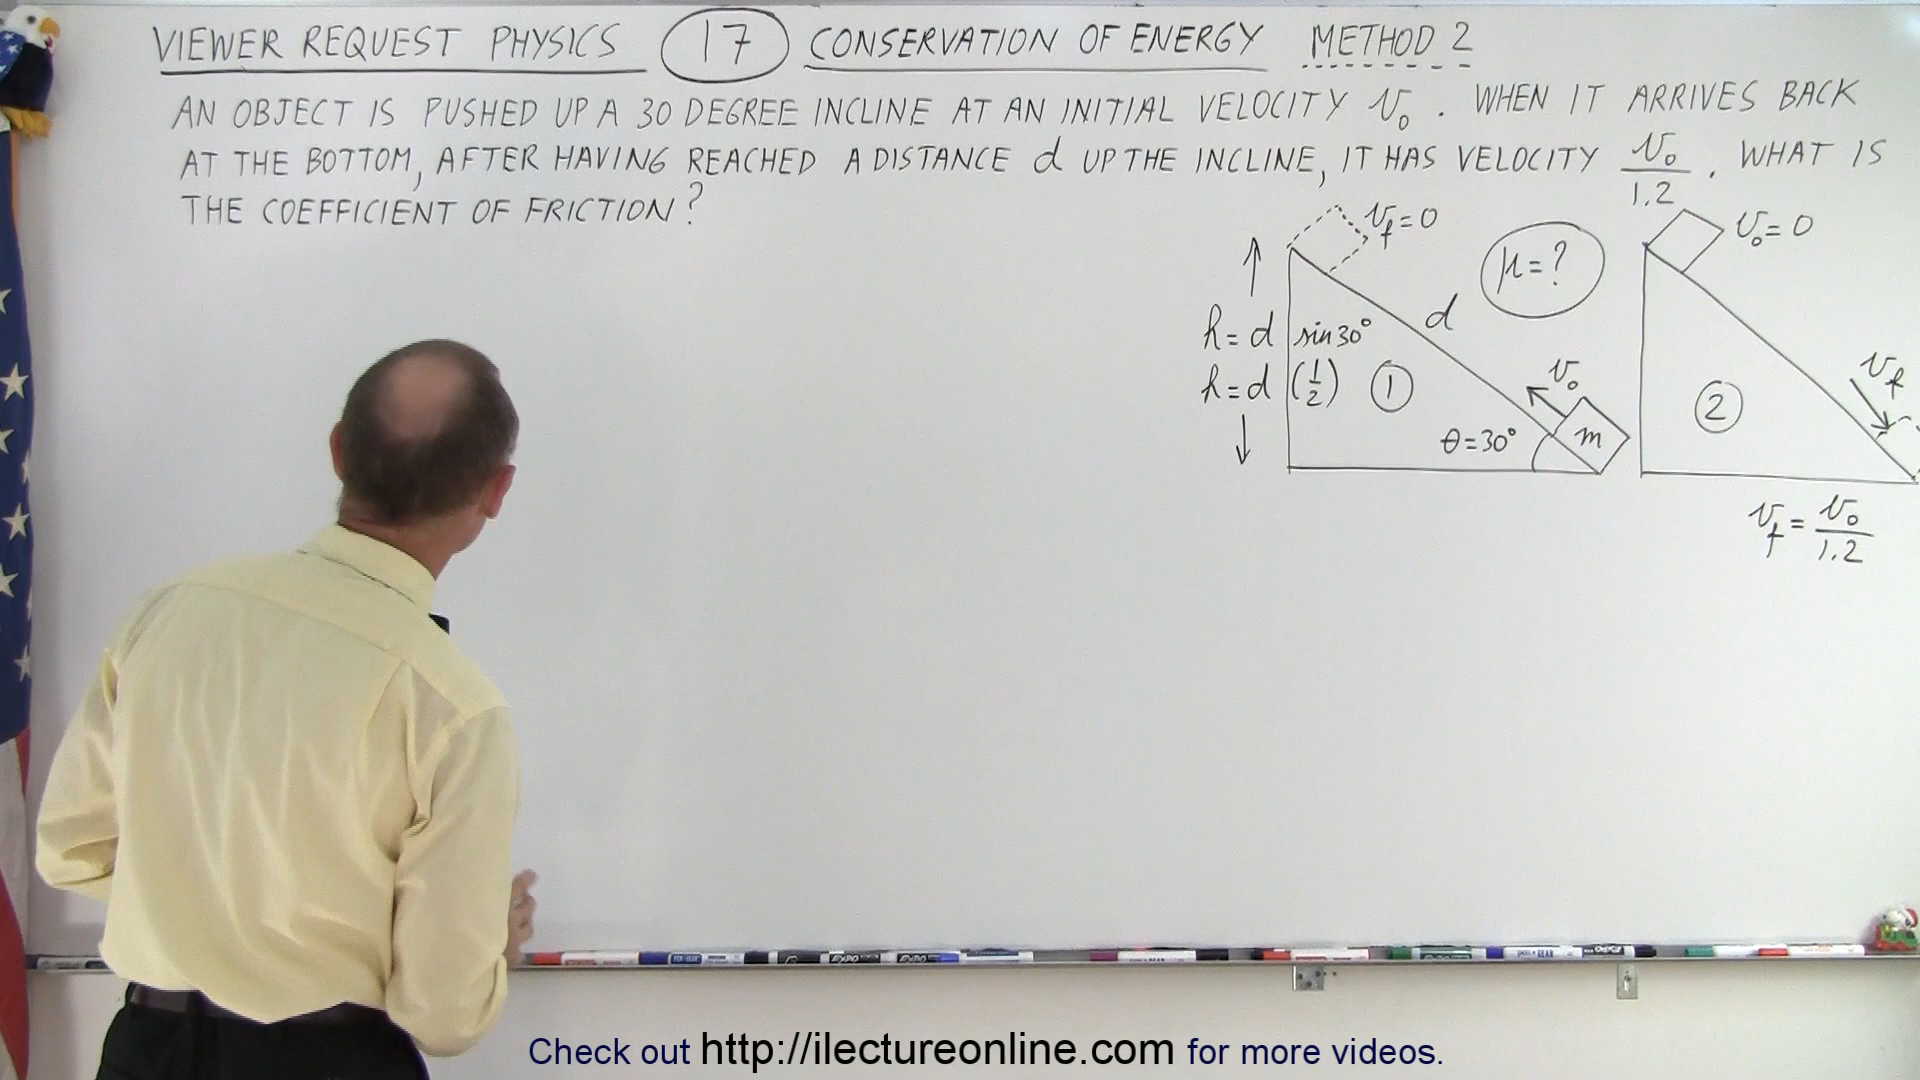 VIEWER REQUEST PHYSICS 17 CONSERVATION OF ENERGY METHOD 2
AN OBJECT IS PUSHED UP A 30 DEGREE INCLINE AT AN INITIAL VELOCITY v₀. WHEN IT ARRIVES BACK
AT THE BOTTOM, AFTER HAVING REACHED A DISTANCE d UP THE INCLINE, IT HAS VELOCITY v₀/1.2. WHAT IS
THE COEFFICIENT OF FRICTION?
v_f=0
μ=?
v₀=0
d
h=d sin30°
h=d (1/2)
1
v₀
m
θ=30°
2
v_f
v_f = v₀/1.2
EXPO
Check out http://ilectureonline.com for more videos.